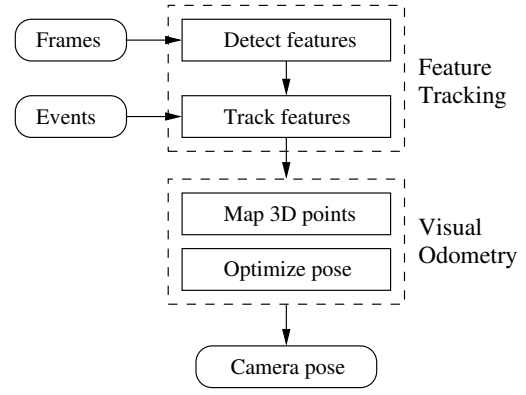 Frames
Detect features
Feature
Tracking
Events
Track features
Map 3D points
Visual
Odometry
Optimize pose
Camera pose